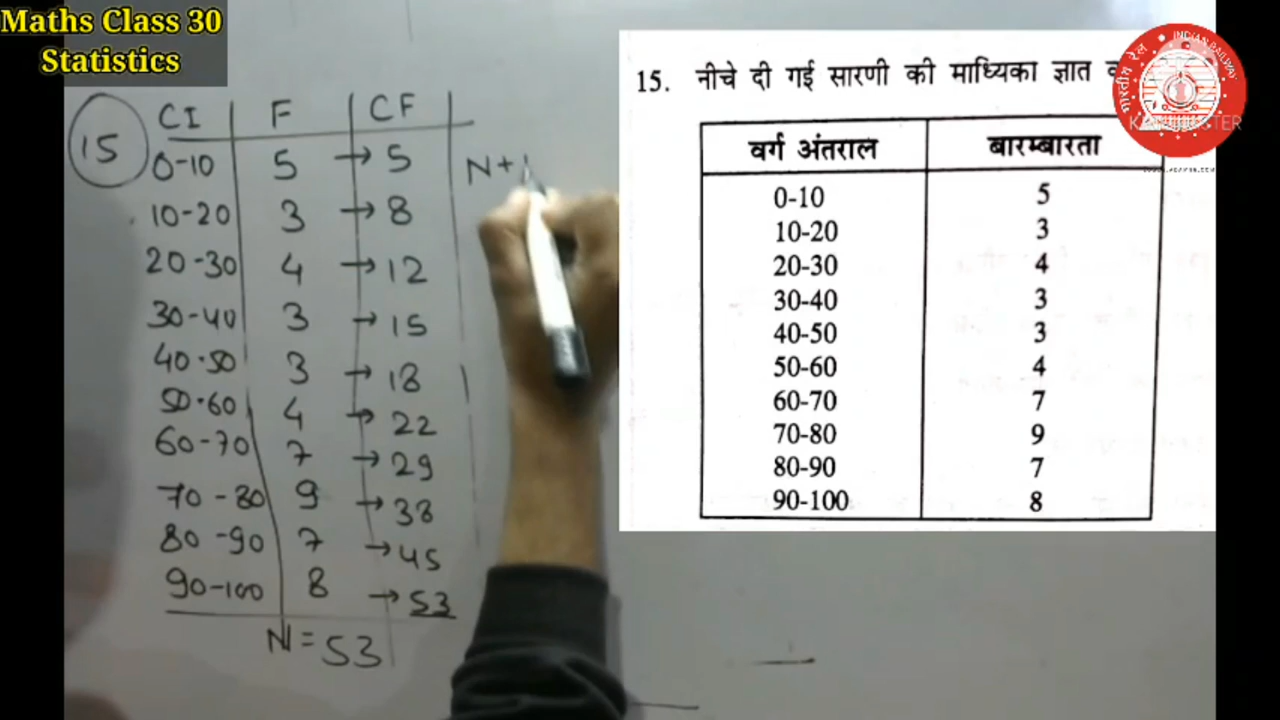 Maths Class 30
Statistics
15
CI F CF
0-10 5 → 5
10-20 3 → 8
20-30 4 → 12
30-40 3 → 15
40-50 3 → 18
50-60 4 → 22
60-70 7 → 29
70-80 9 → 38
80-90 7 → 45
90-100 8 → 53
N = 53
N+
15. नीचे दी गई सारणी की माध्यिका ज्ञात
वर्ग अंतराल बारम्बारता
0-10 5
10-20 3
20-30 4
30-40 3
40-50 3
50-60 4
60-70 7
70-80 9
80-90 7
90-100 8
भारतीय रेल INDIAN RAILWAY